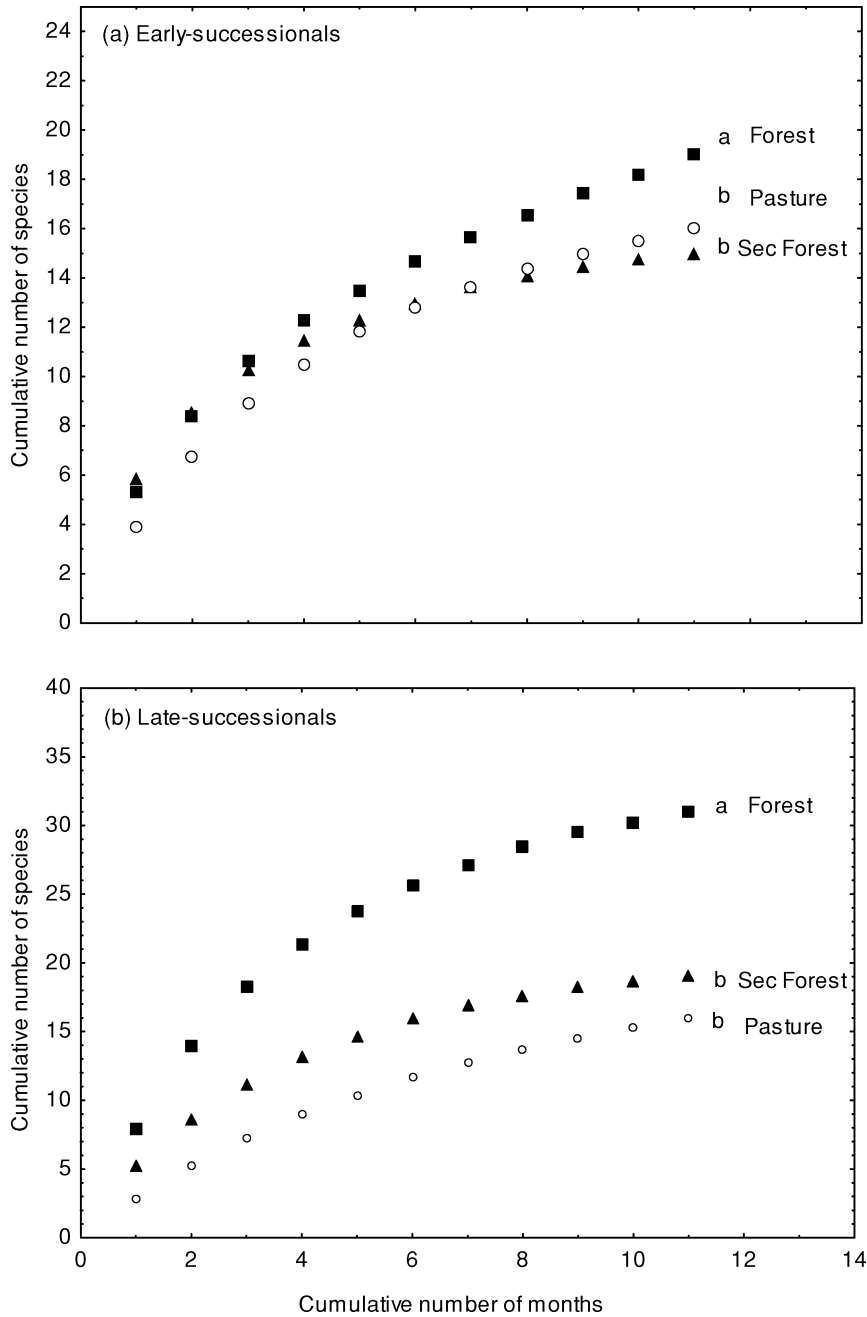 24
(a) Early-successionals
22
20
a Forest
18
b Pasture
16
b Sec Forest
14
12
10
8
6
4
2
0
Cumulative number of species
40
(b) Late-successionals
35
30
a Forest
25
20
b Sec Forest
15
b Pasture
10
5
0
Cumulative number of species
0 2 4 6 8 10 12 14
Cumulative number of months